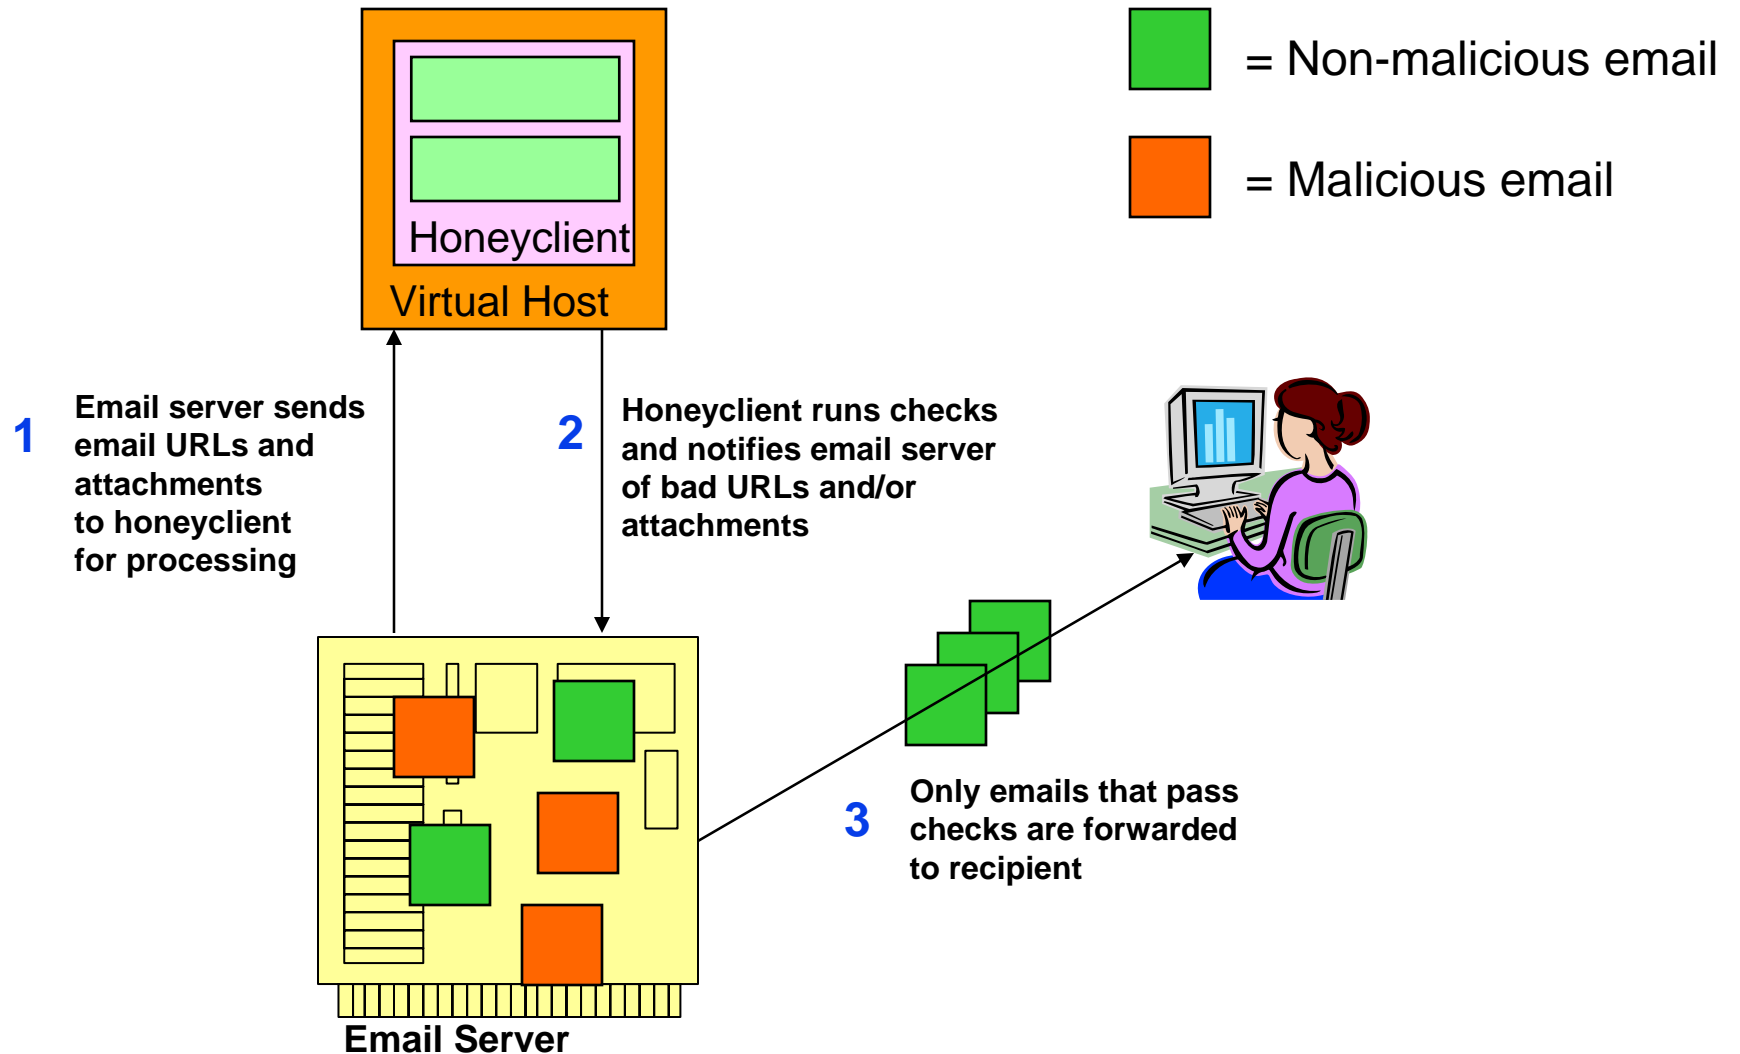 = Non-malicious email
= Malicious email
Honeyclient
Virtual Host
1
Email server sends
email URLs and
attachments
to honeyclient
for processing
2
Honeyclient runs checks
and notifies email server
of bad URLs and/or
attachments
3
Only emails that pass
checks are forwarded
to recipient
Email Server